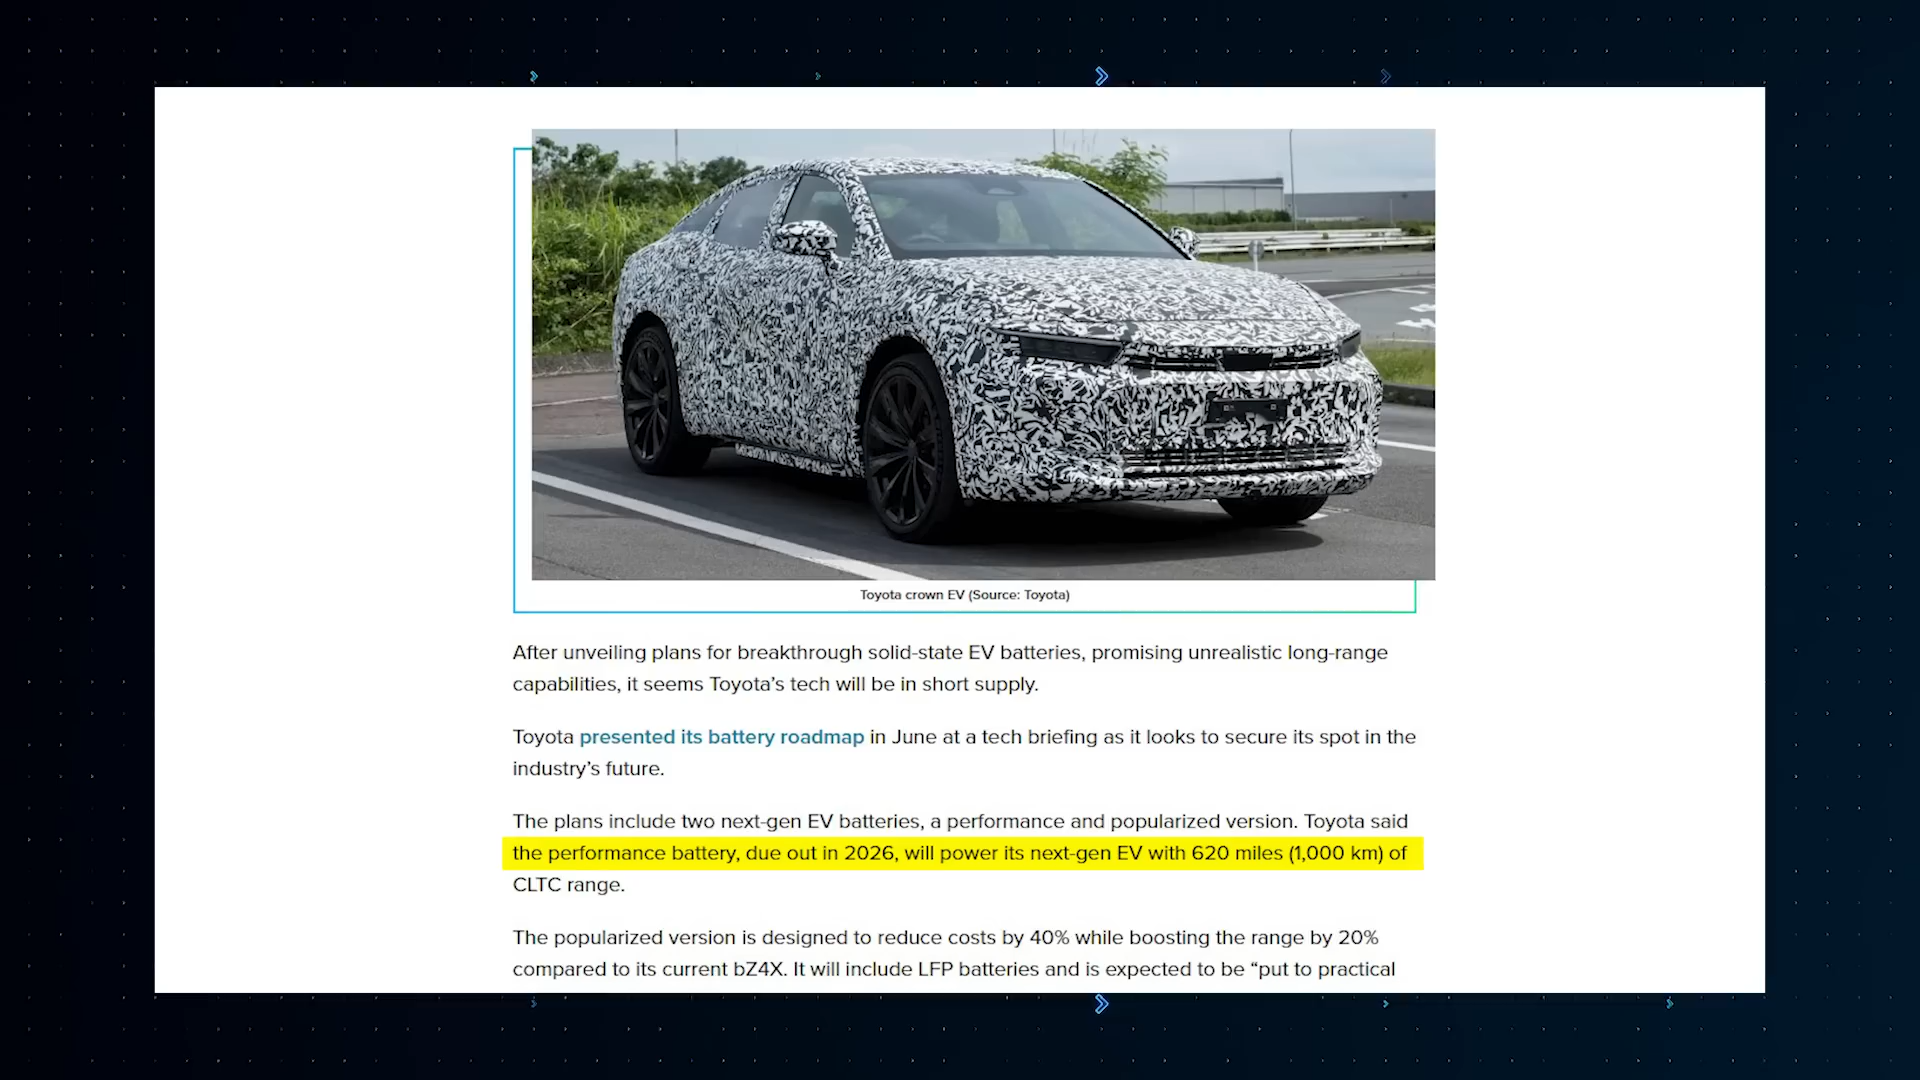 Toyota crown EV (Source: Toyota)
After unveiling plans for breakthrough solid-state EV batteries, promising unrealistic long-range
capabilities, it seems Toyota’s tech will be in short supply.
Toyota presented its battery roadmap in June at a tech briefing as it looks to secure its spot in the
industry’s future.
The plans include two next-gen EV batteries, a performance and popularized version. Toyota said
the performance battery, due out in 2026, will power its next-gen EV with 620 miles (1,000 km) of
CLTC range.
The popularized version is designed to reduce costs by 40% while boosting the range by 20%
compared to its current bZ4X. It will include LFP batteries and is expected to be “put to practical